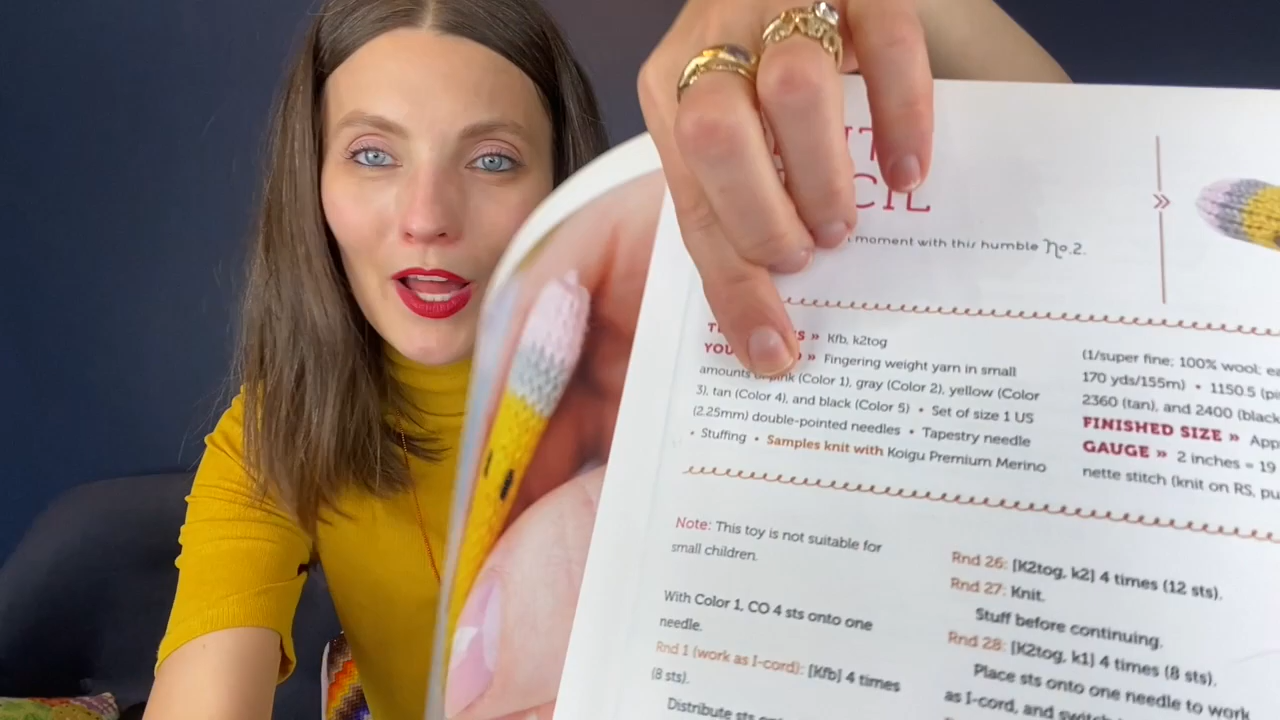 CIL
moment with this humble No.2.
» Kfb, k2tog
YOU » Fingering weight yarn in small
amounts pink (Color 1), gray (Color 2), yellow (Color
3), tan (Color 4), and black (Color 5) • Set of size 1 US
(2.25mm) double-pointed needles • Tapestry needle
• Stuffing • Samples knit with Koigu Premium Merino
(1/super fine; 100% wool; ea
170 yds/155m) • 1150.5 (pi
2360 (tan), and 2400 (black
FINISHED SIZE » App
GAUGE » 2 inches = 19
nette stitch (knit on RS, pu
Note: This toy is not suitable for
small children.
With Color 1, CO 4 sts onto one
needle.
Rnd 1 (work as I-cord): [Kfb] 4 times
(8 sts).
Distribute sts
Rnd 26: [K2tog, k2] 4 times (12 sts).
Rnd 27: Knit.
Stuff before continuing.
Rnd 28: [K2tog, k1] 4 times (8 sts).
Place sts onto one needle to work
as I-cord, and switch